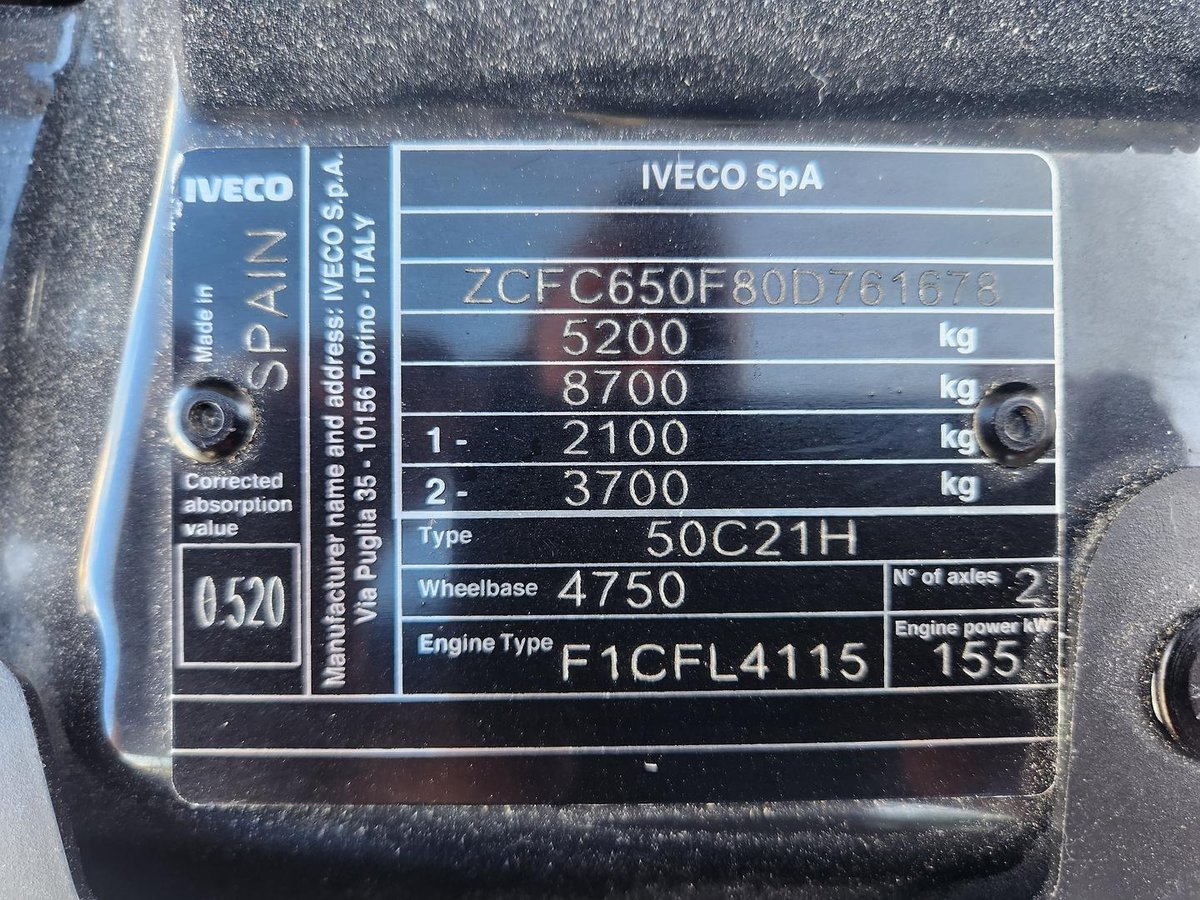 IVECO
Made in
SPAIN
Corrected
absorption
value
0.520
Manufacturer name and address: IVECO S.p.A.
Via Puglia 35 - 10156 Torino - ITALY
IVECO SpA
ZCFC650F80D761678
5200 kg
8700 kg
1- 2100 kg
2- 3700 kg
Type 50C21H
Wheelbase 4750 N° of axles 2
Engine Type F1CFL4115 Engine power kW 155
-